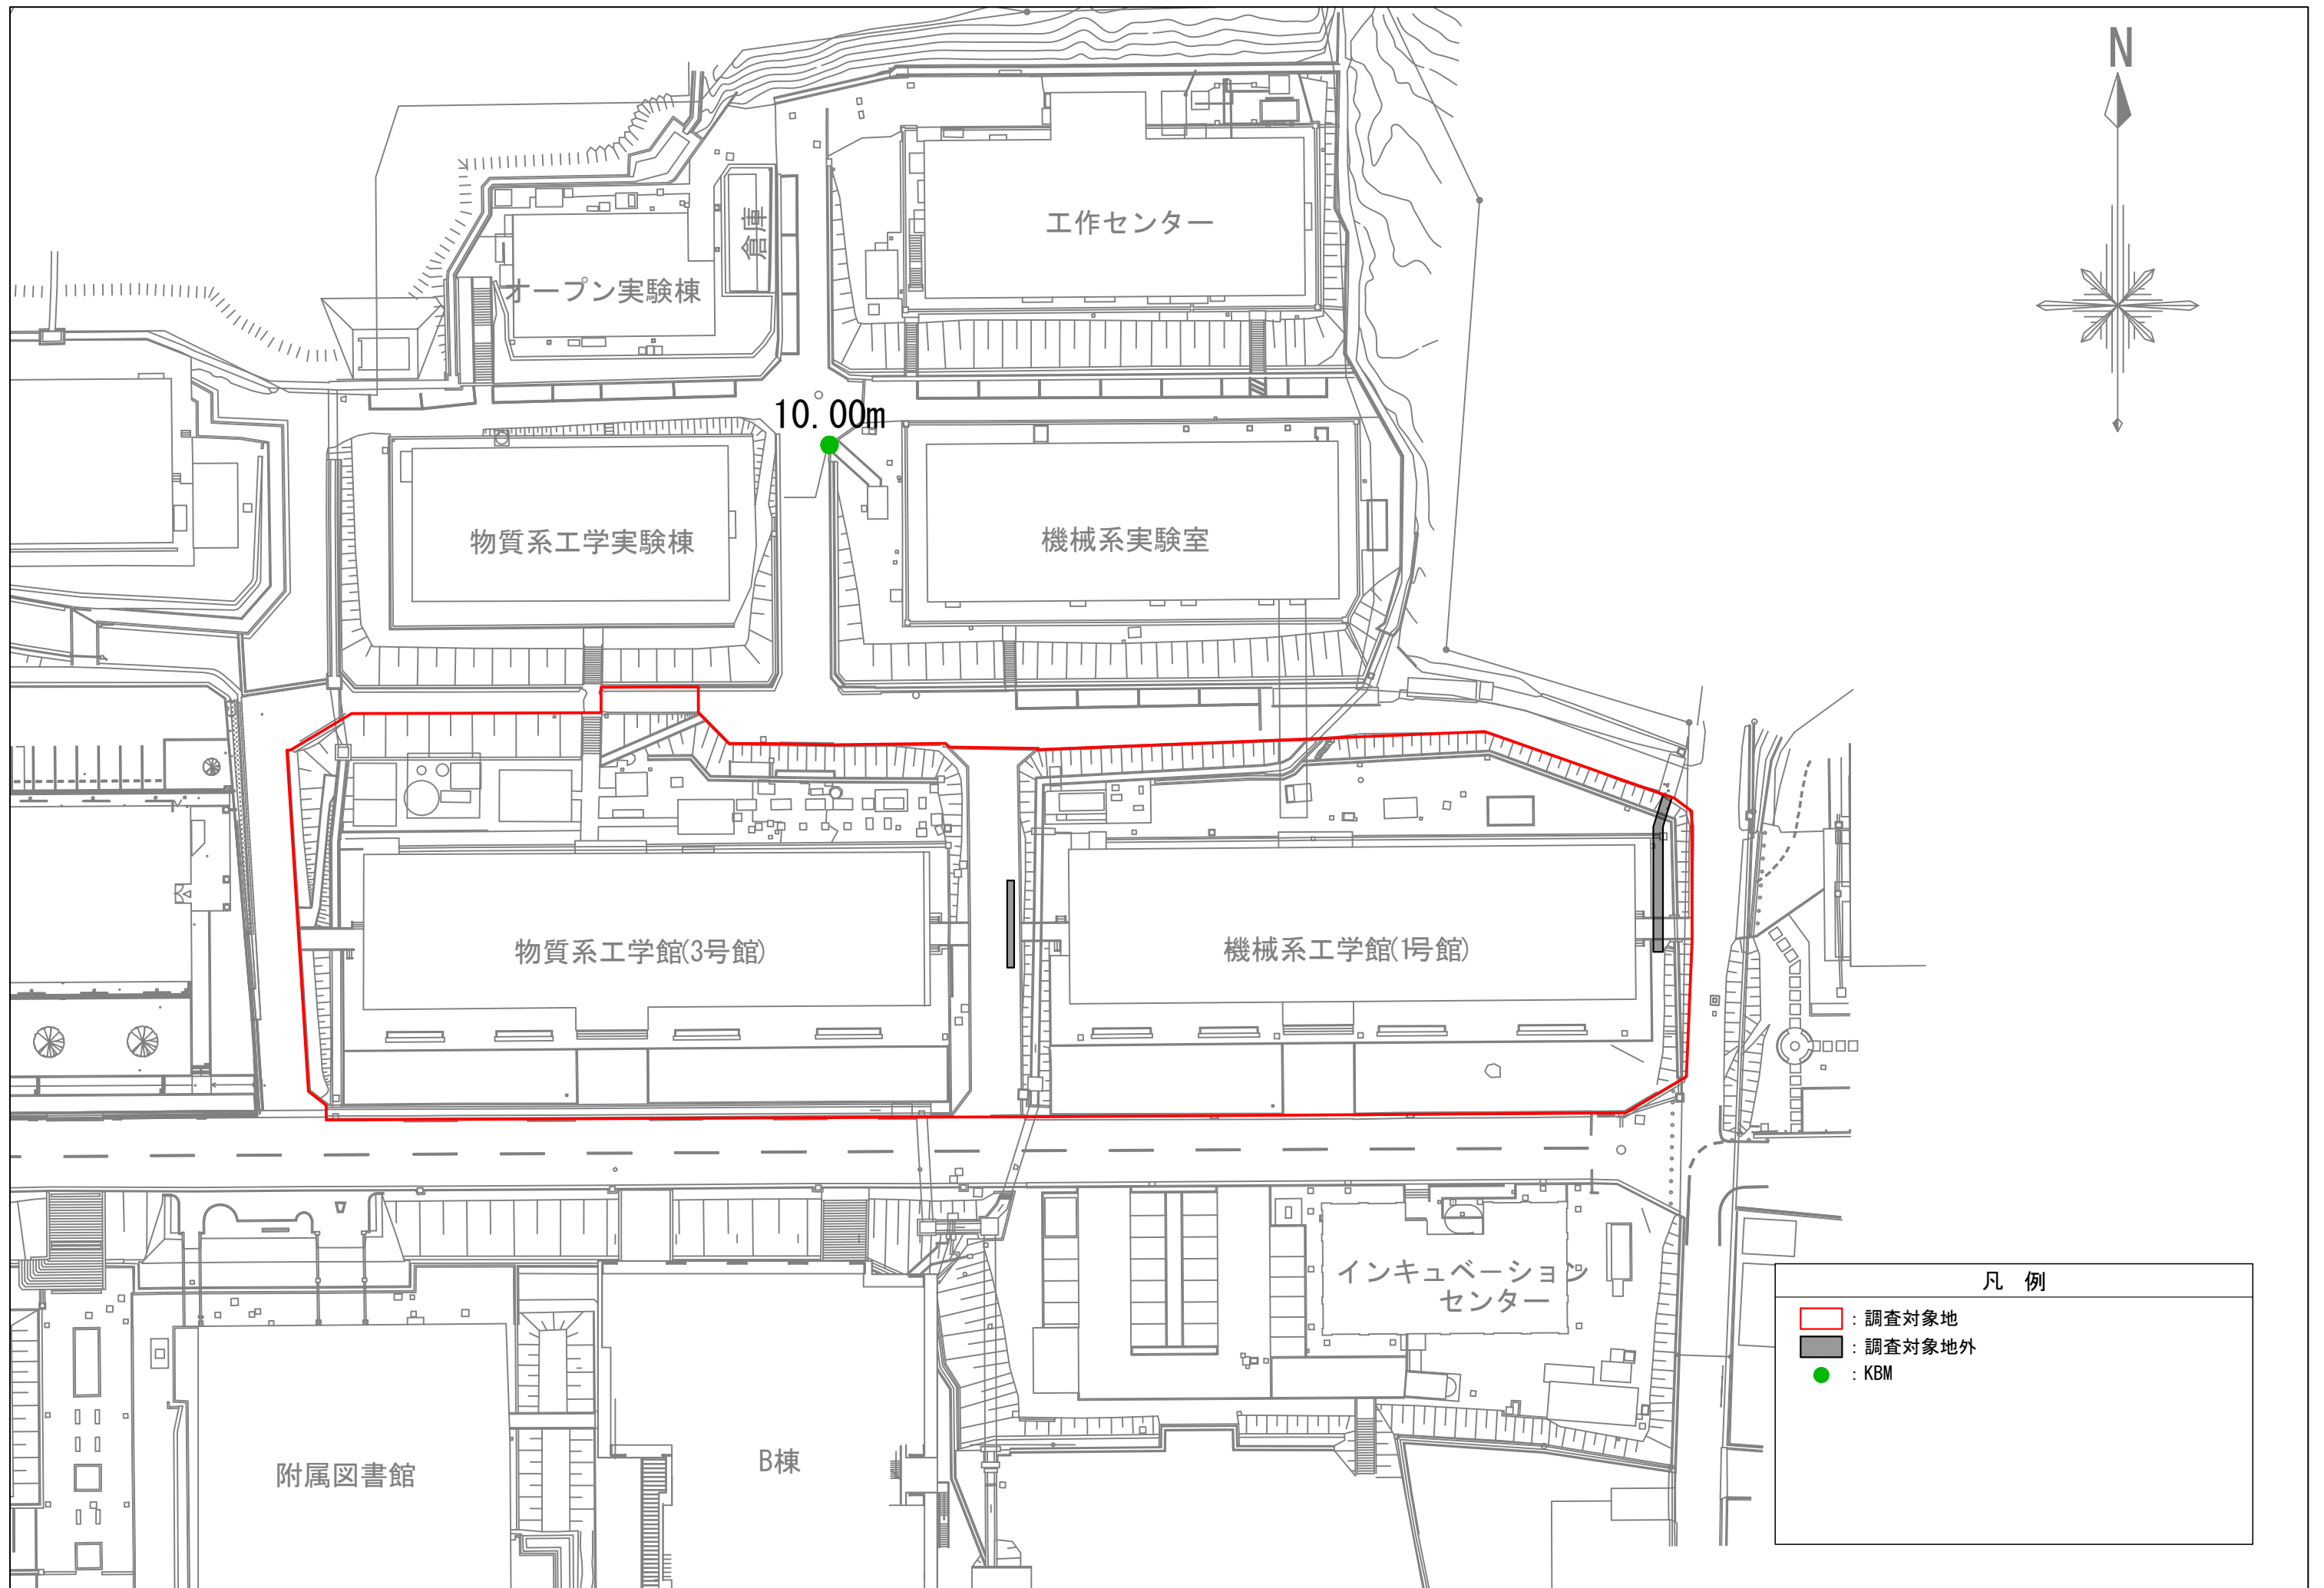 N
倉庫
工作センター
オープン実験棟
10.00m
物質系工学実験棟
機械系実験室
物質系工学館(3号館)
機械系工学館(1号館)
インキュベーション
センター
附属図書館
B棟
凡 例
: 調査対象地
: 調査対象地外
: KBM